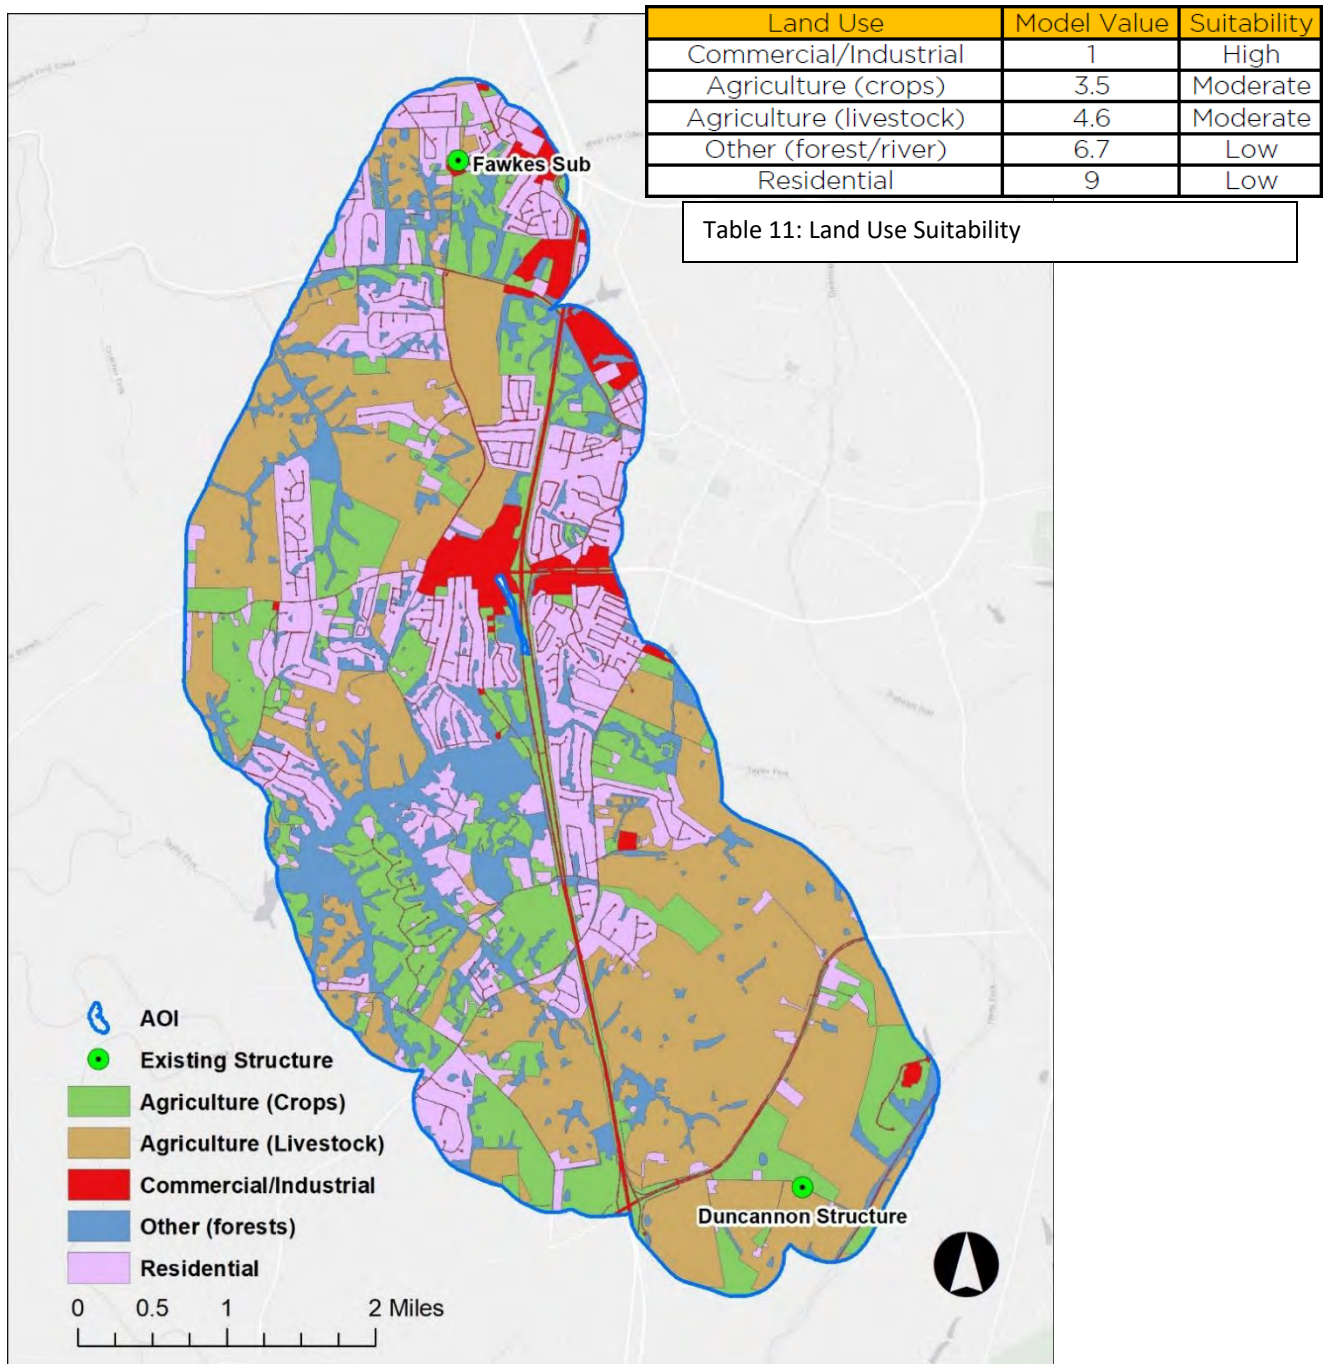 Land Use Model Value Suitability
Commercial/Industrial 1 High
Agriculture (crops) 3.5 Moderate
Agriculture (livestock) 4.6 Moderate
Other (forest/river) 6.7 Low
Residential 9 Low
Table 11: Land Use Suitability
Fawkes Sub
Taylor Fork
AOI
Existing Structure
Agriculture (Crops)
Agriculture (Livestock)
Commercial/Industrial
Other (forests)
Residential
Duncannon Structure
0 0.5 1 2 Miles